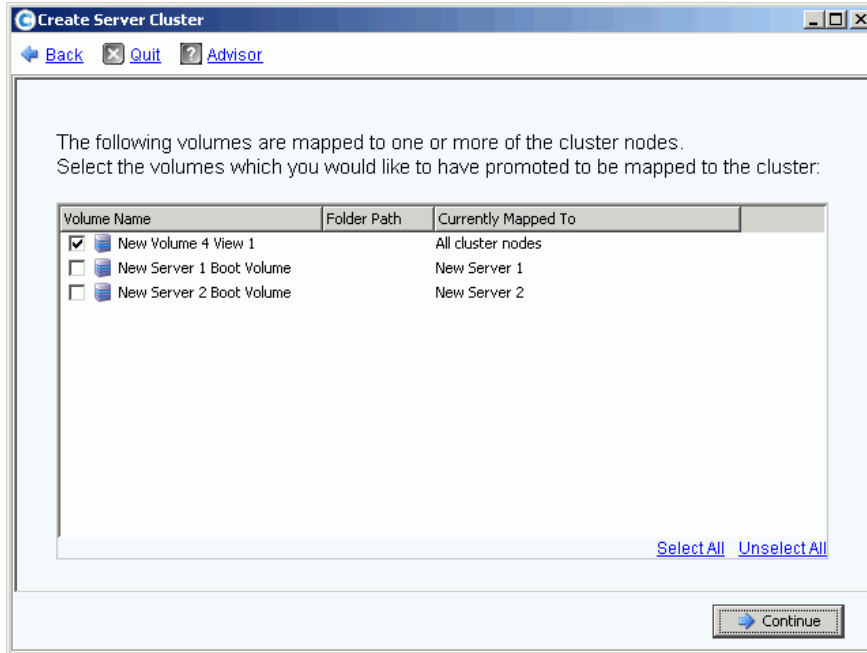 Create Server Cluster
Back Quit Advisor
The following volumes are mapped to one or more of the cluster nodes.
Select the volumes which you would like to have promoted to be mapped to the cluster:
Volume Name Folder Path Currently Mapped To
New Volume 4 View 1 All cluster nodes
New Server 1 Boot Volume New Server 1
New Server 2 Boot Volume New Server 2
Select All Unselect All
Continue